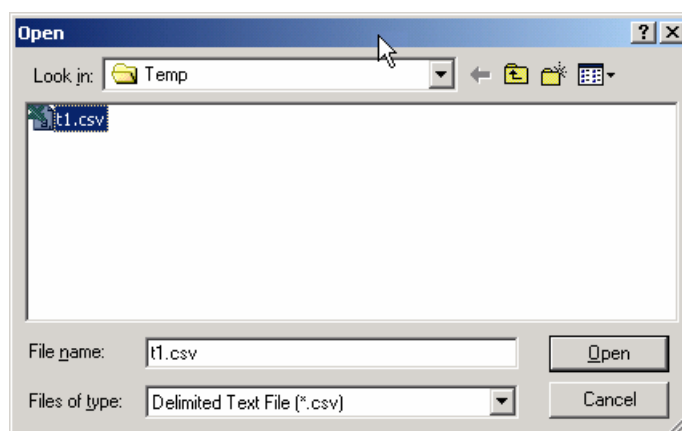 Open
Look in: Temp
t1.csv
File name: t1.csv Open
Files of type: Delimited Text File (*.csv) Cancel